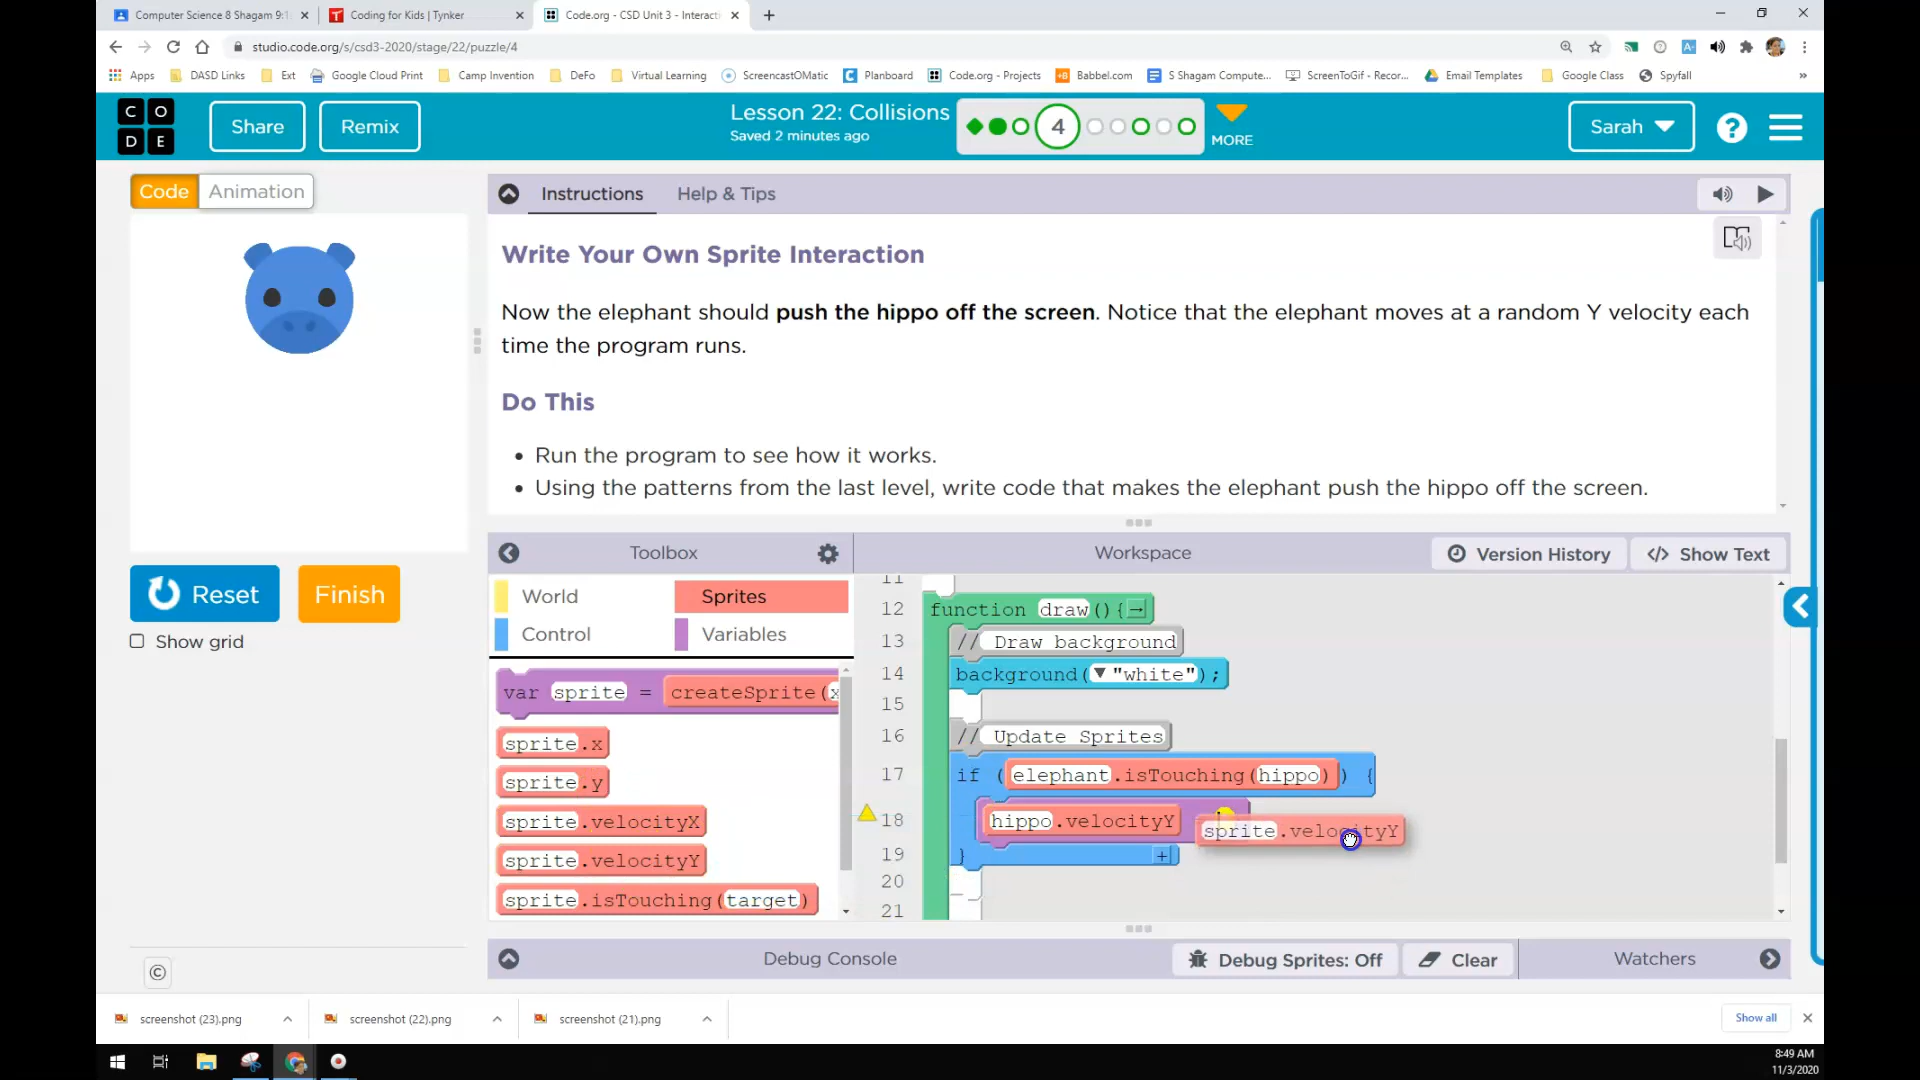 Computer Science 8 Shagam 9:1
Coding for Kids | Tynker
Code.org - CSD Unit 3 - Interacti
studio.code.org/s/csd3-2020/stage/22/puzzle/4
Apps DASD Links Ext Google Cloud Print Camp Invention DeFo Virtual Learning ScreencastOMatic Planboard Code.org - Projects Babbel.com S Shagam Compute... ScreenToGif - Recor... Email Templates Google Class Spyfall »
C O
D E
Share
Remix
Lesson 22: Collisions
Saved 2 minutes ago
4
MORE
Sarah
?
Code
Animation
Instructions
Help & Tips
Write Your Own Sprite Interaction
Now the elephant should push the hippo off the screen. Notice that the elephant moves at a random Y velocity each
time the program runs.
Do This
• Run the program to see how it works.
• Using the patterns from the last level, write code that makes the elephant push the hippo off the screen.
Reset
Finish
Show grid
Toolbox
Workspace
Version History
</> Show Text
World
Sprites
Control
Variables
var sprite = createSprite(x
sprite.x
sprite.y
sprite.velocityX
sprite.velocityY
sprite.isTouching(target)
11
12 function draw(){→
13 // Draw background
14 background(▼"white");
15
16 // Update Sprites
17 if (elephant.isTouching(hippo)) {
18 hippo.velocityY sprite.velocityY
19 } +
20
21
©
Debug Console
Debug Sprites: Off
Clear
Watchers
screenshot (23).png
screenshot (22).png
screenshot (21).png
Show all
8:49 AM
11/3/2020